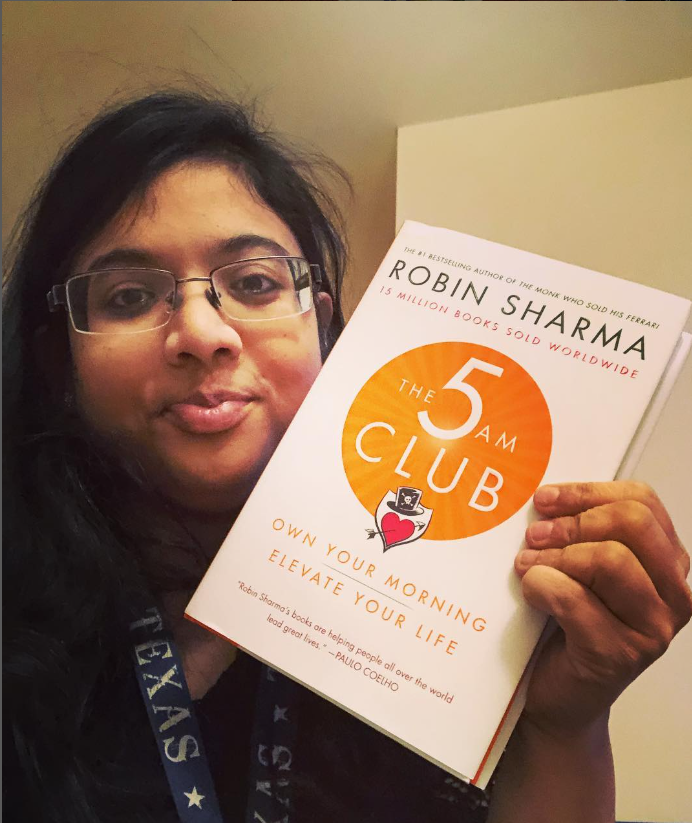 THE #1 BESTSELLING AUTHOR OF THE MONK WHO SOLD HIS FERRARI
ROBIN SHARMA
15 MILLION BOOKS SOLD WORLDWIDE
THE 5 AM
CLUB
OWN YOUR MORNING
ELEVATE YOUR LIFE
"Robin Sharma's books are helping people all over the world
lead great lives." —PAULO COELHO
TEXAS
XAS